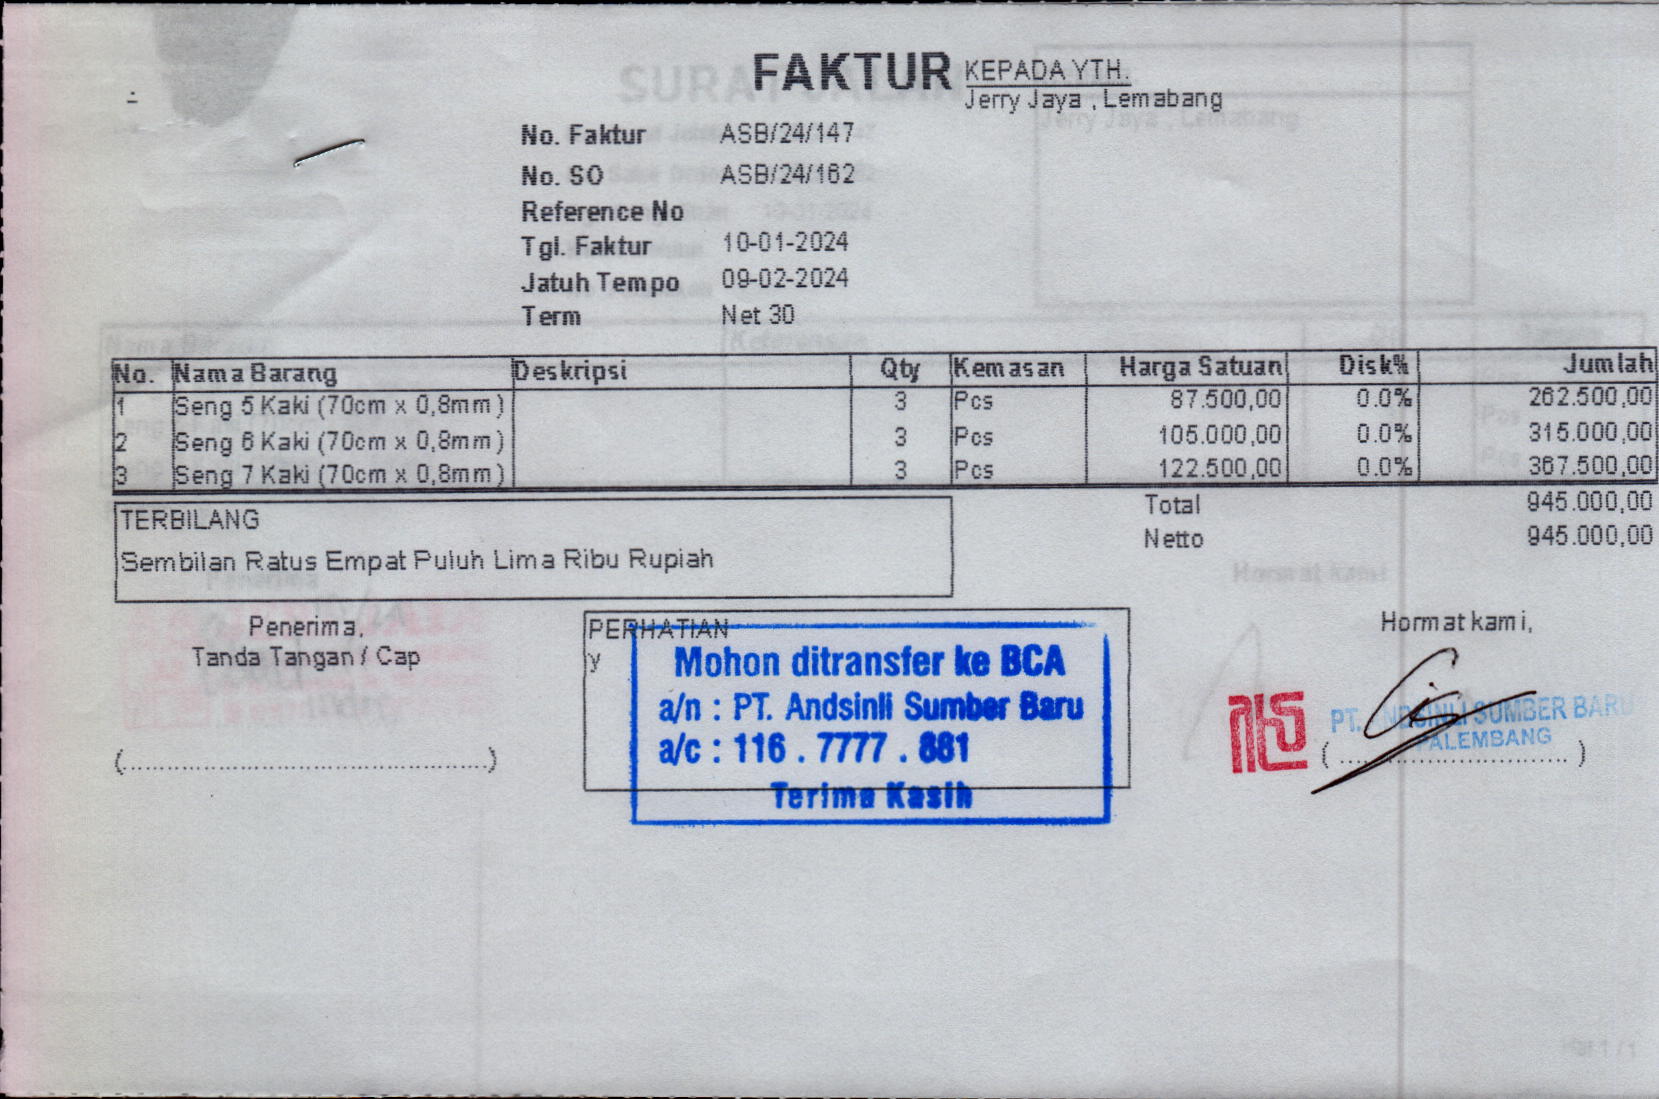 FAKTUR
KEPADA YTH.
Jerry Jaya , Lemabang
No. Faktur ASB/24/147
No. SO ASB/24/162
Reference No
Tgl. Faktur 10-01-2024
Jatuh Tempo 09-02-2024
Term Net 30
No. Nama Barang Deskripsi Qty Kemasan Harga Satuan Disk% Jumlah
1 Seng 5 Kaki (70cm x 0,8mm) 3 Pcs 87.500,00 0.0% 262.500,00
2 Seng 6 Kaki (70cm x 0,8mm) 3 Pcs 105.000,00 0.0% 315.000,00
3 Seng 7 Kaki (70cm x 0,8mm) 3 Pcs 122.500,00 0.0% 367.500,00
Total 945.000,00
Netto 945.000,00
TERBILANG
Sembilan Ratus Empat Puluh Lima Ribu Rupiah
Penerima,
Tanda Tangan / Cap
(..................................................)
PERHATIAN
y
Mohon ditransfer ke BCA
a/n : PT. Andsinli Sumber Baru
a/c : 116 . 7777 . 881
Terima Kasih
Hormat kami,
PT. ANDSINLI SUMBER BARU
PALEMBANG
(...............................)